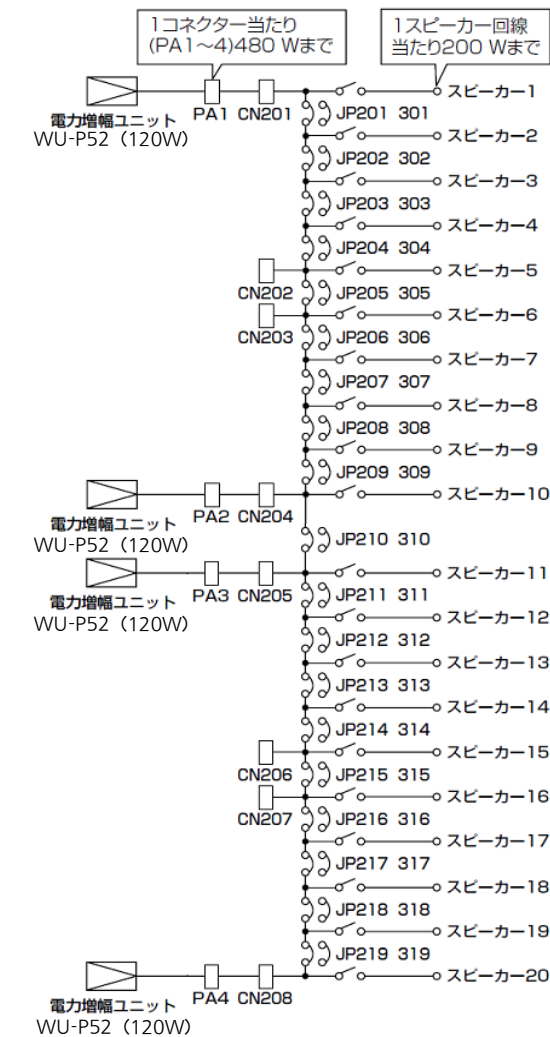 1コネクター当たり
(PA1～4)480 Wまで
1スピーカー回線
当たり200 Wまで
スピーカー1
PA1 CN201
JP201 301
電力増幅ユニット
WU-P52（120W）
スピーカー2
JP202 302
スピーカー3
JP203 303
スピーカー4
JP204 304
スピーカー5
CN202
JP205 305
スピーカー6
CN203
JP206 306
スピーカー7
JP207 307
スピーカー8
JP208 308
スピーカー9
JP209 309
スピーカー10
PA2 CN204
電力増幅ユニット
WU-P52（120W）
JP210 310
スピーカー11
PA3 CN205
JP211 311
電力増幅ユニット
WU-P52（120W）
スピーカー12
JP212 312
スピーカー13
JP213 313
スピーカー14
JP214 314
スピーカー15
CN206
JP215 315
スピーカー16
CN207
JP216 316
スピーカー17
JP217 317
スピーカー18
JP218 318
スピーカー19
JP219 319
スピーカー20
PA4 CN208
電力増幅ユニット
WU-P52（120W）